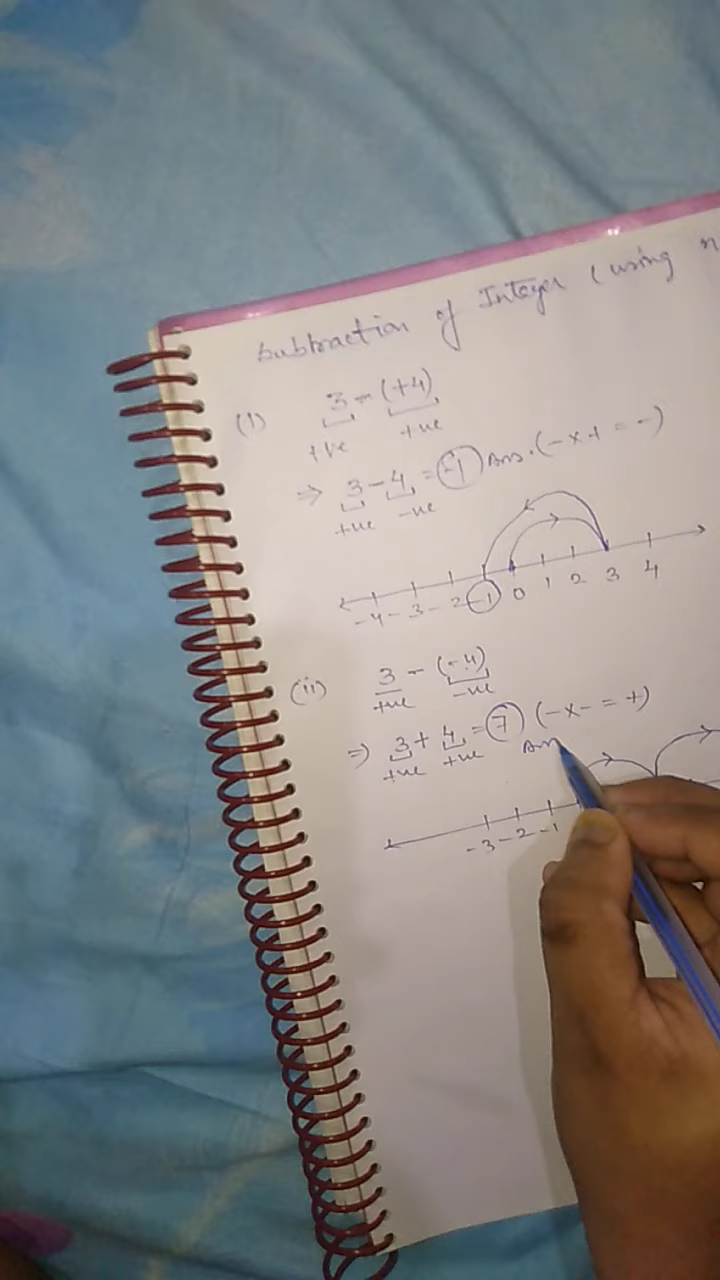 Subtraction of Integer (using n
(i) 3 - (+4)
+ve +ve
⇒ 3 - 4 = -1 Ans. (- x + = -)
+ve -ve
-4 -3 -2 -1 0 1 2 3 4
(ii) 3 - (-4)
+ve -ve
⇒ 3 + 4 = 7 (- x - = +)
+ve +ve Ans
-3 -2 -1